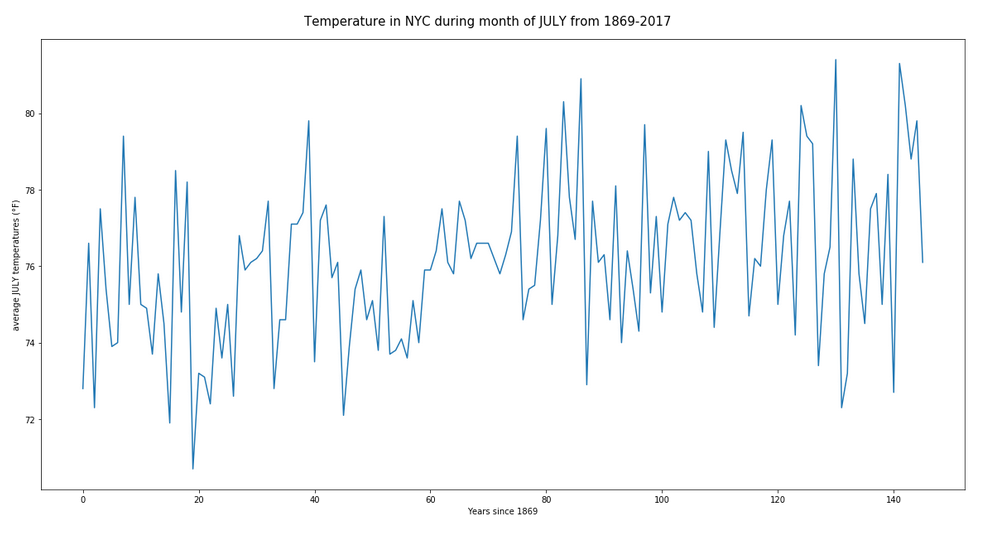 Temperature in NYC during month of JULY from 1869-2017
80
78
76
74
72
average JULY temperatures (°F)
0 20 40 60 80 100 120 140
Years since 1869